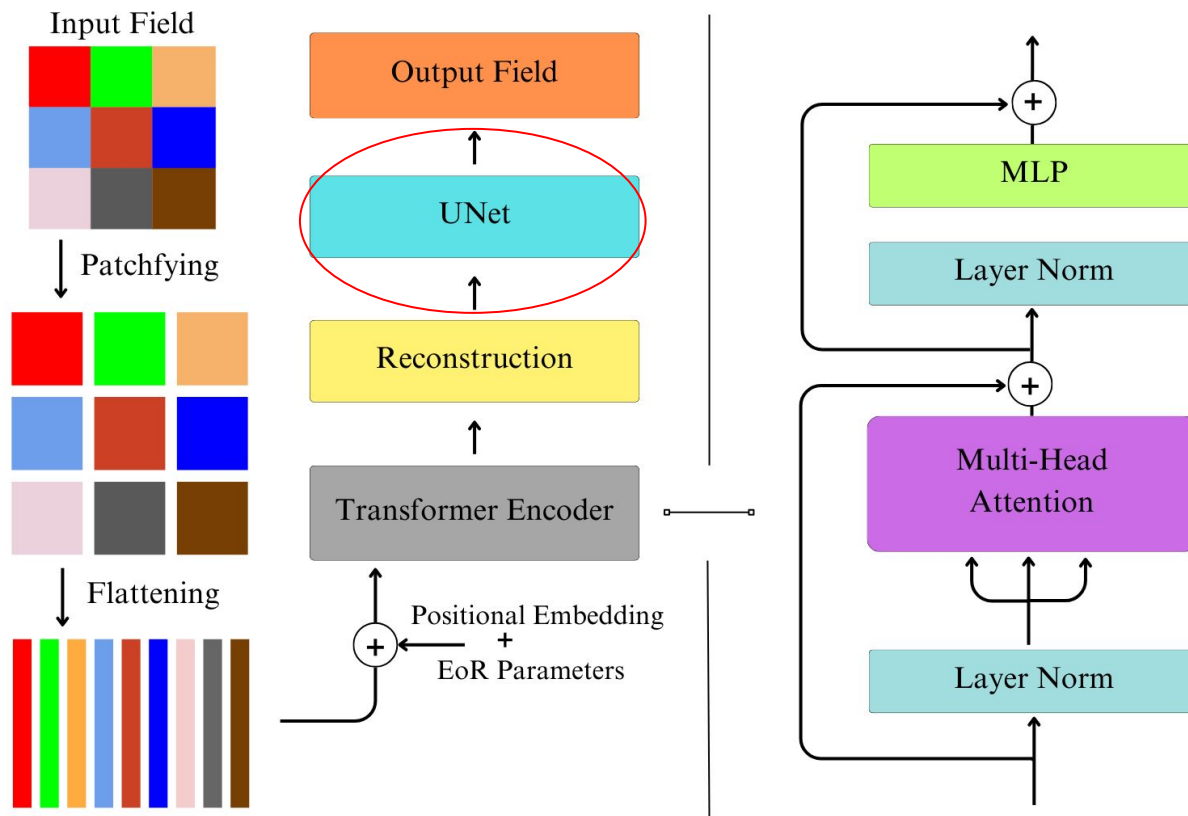 Input Field
Patchfying
Flattening
Output Field
UNet
Reconstruction
Transformer Encoder
+
Positional Embedding
+
EoR Parameters
+
MLP
Layer Norm
+
Multi-Head
Attention
Layer Norm